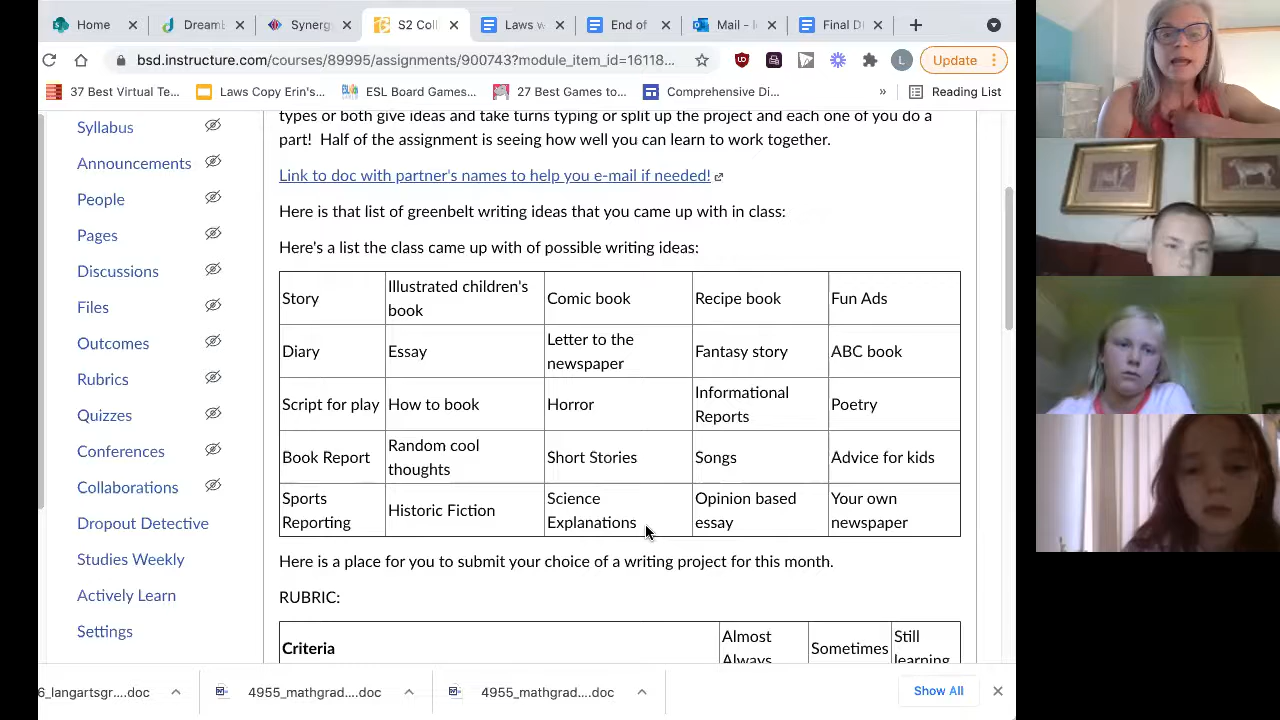 Home
Dreaml
Synerg
S2 Coll
Laws w
End of
Mail - l
Final D
bsd.instructure.com/courses/89995/assignments/900743?module_item_id=16118...
L
Update
37 Best Virtual Te...
Laws Copy Erin's...
ESL Board Games...
27 Best Games to...
Comprehensive Di...
»
Reading List
Syllabus
Announcements
People
Pages
Discussions
Files
Outcomes
Rubrics
Quizzes
Conferences
Collaborations
Dropout Detective
Studies Weekly
Actively Learn
Settings
types or both give ideas and take turns typing or split up the project and each one of you do a
part! Half of the assignment is seeing how well you can learn to work together.
Link to doc with partner's names to help you e-mail if needed!
Here is that list of greenbelt writing ideas that you came up with in class:
Here's a list the class came up with of possible writing ideas:
Story
Illustrated children's
book
Comic book
Recipe book
Fun Ads
Diary
Essay
Letter to the
newspaper
Fantasy story
ABC book
Script for play
How to book
Horror
Informational
Reports
Poetry
Book Report
Random cool
thoughts
Short Stories
Songs
Advice for kids
Sports
Reporting
Historic Fiction
Science
Explanations
Opinion based
essay
Your own
newspaper
Here is a place for you to submit your choice of a writing project for this month.
RUBRIC:
Criteria
Almost
Always
Sometimes
Still
learning
6_langartsgr....doc
4955_mathgrad....doc
4955_mathgrad....doc
Show All